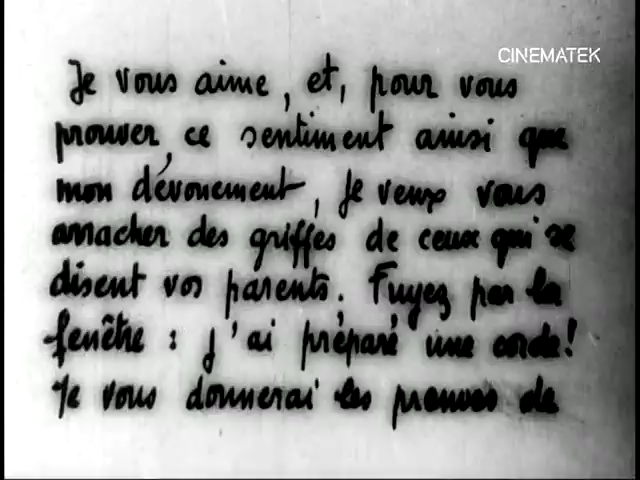 CINEMATEK
Je vous aime, et, pour vous
prouver ce sentiment ainsi que
mon dévouement, je veux vous
arracher des griffes de ceux qui se
disent vos parents. Fuyez par la
fenêtre : j'ai préparé une corde!
Je vous donnerai les preuves de